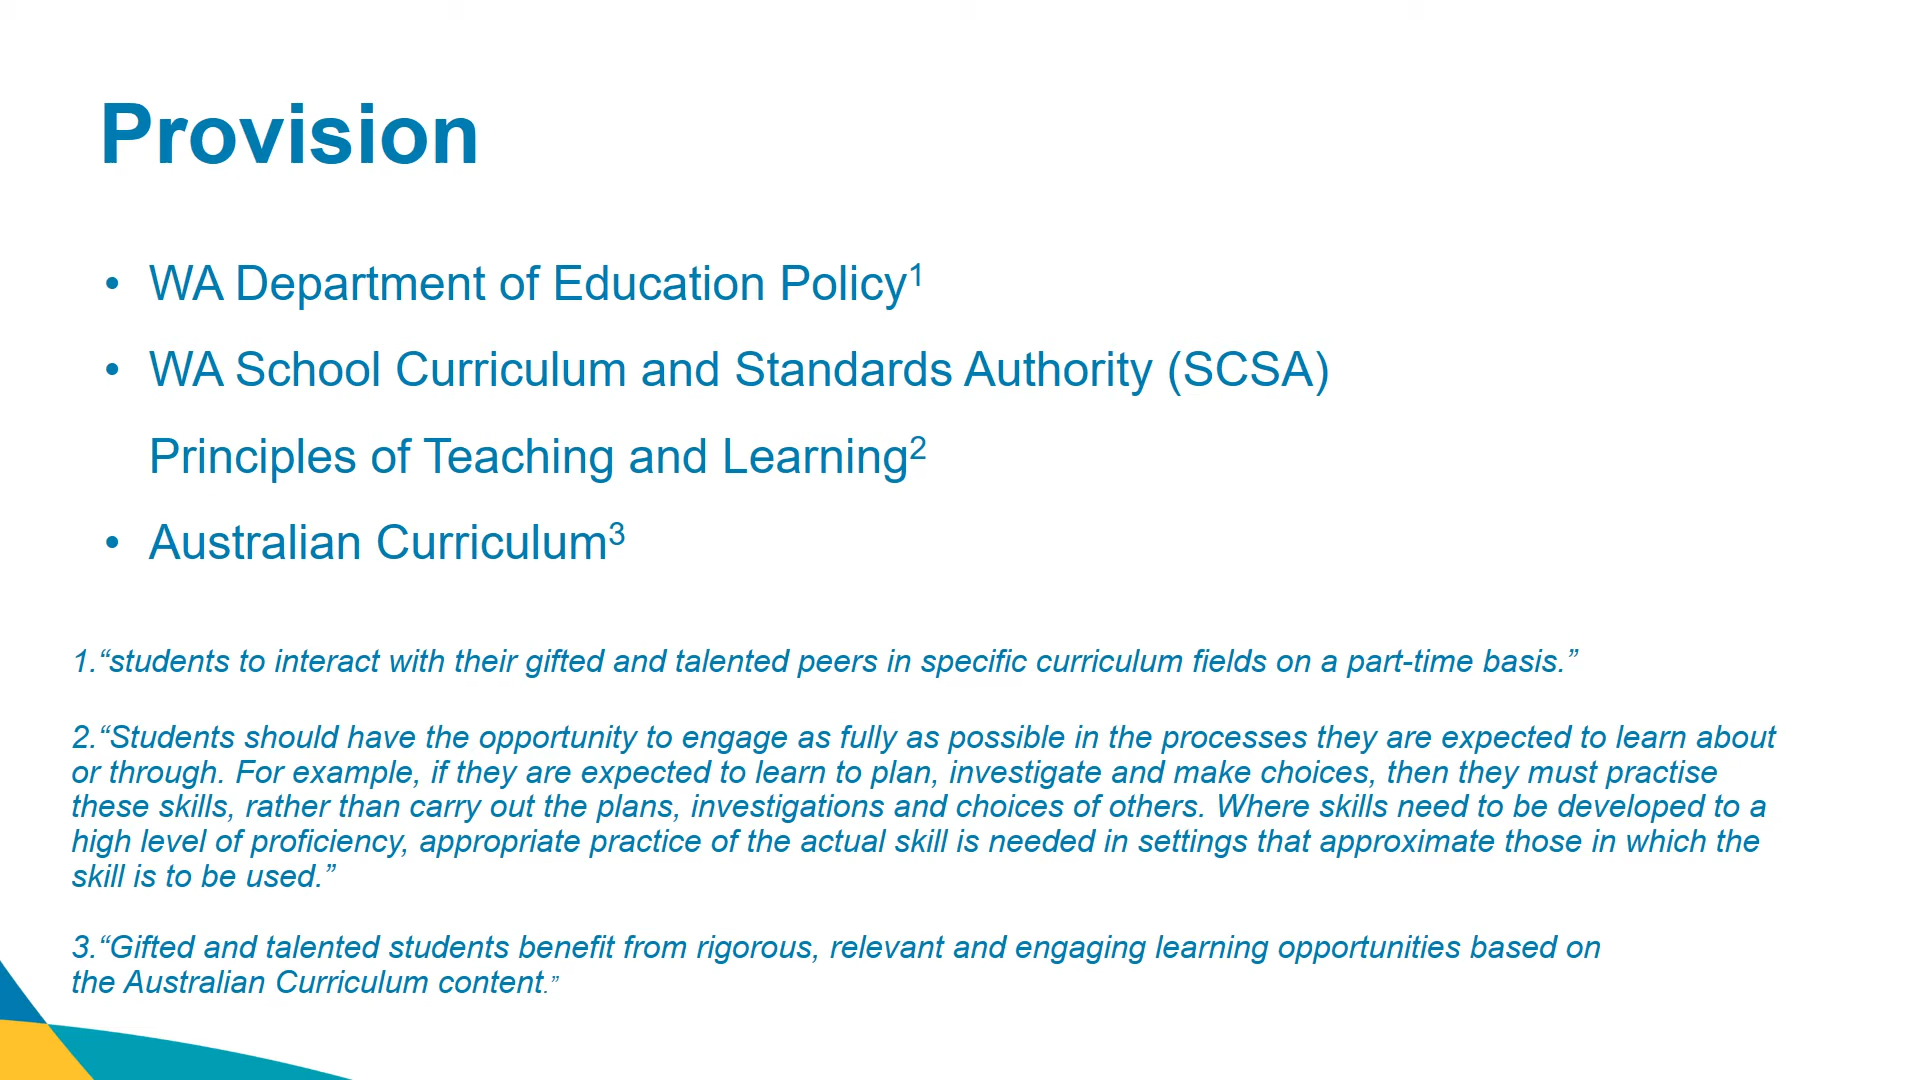 Provision
• WA Department of Education Policy¹
• WA School Curriculum and Standards Authority (SCSA)
Principles of Teaching and Learning²
• Australian Curriculum³
1.“students to interact with their gifted and talented peers in specific curriculum fields on a part-time basis.”
2.“Students should have the opportunity to engage as fully as possible in the processes they are expected to learn about
or through. For example, if they are expected to learn to plan, investigate and make choices, then they must practise
these skills, rather than carry out the plans, investigations and choices of others. Where skills need to be developed to a
high level of proficiency, appropriate practice of the actual skill is needed in settings that approximate those in which the
skill is to be used.”
3.“Gifted and talented students benefit from rigorous, relevant and engaging learning opportunities based on
the Australian Curriculum content.”